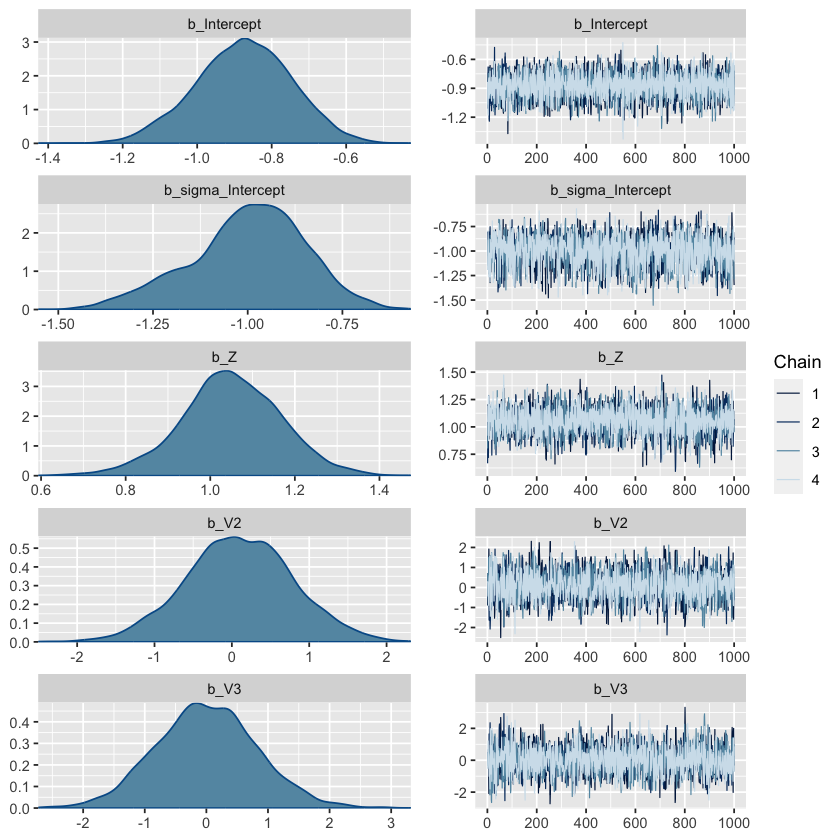 b_Intercept
3
2
1
0
-1.4 -1.2 -1.0 -0.8 -0.6
b_Intercept
-0.6
-0.9
-1.2
0 200 400 600 800 1000
b_sigma_Intercept
2
1
0
-1.50 -1.25 -1.00 -0.75
b_sigma_Intercept
-0.75
-1.00
-1.25
-1.50
0 200 400 600 800 1000
b_Z
3
2
1
0
0.6 0.8 1.0 1.2 1.4
b_Z
1.50
1.25
1.00
0.75
0 200 400 600 800 1000
b_V2
0.5
0.4
0.3
0.2
0.1
0.0
-2 -1 0 1 2
b_V2
2
1
0
-1
-2
0 200 400 600 800 1000
b_V3
0.4
0.3
0.2
0.1
0.0
-2 -1 0 1 2 3
b_V3
2
0
-2
0 200 400 600 800 1000
Chain
1
2
3
4